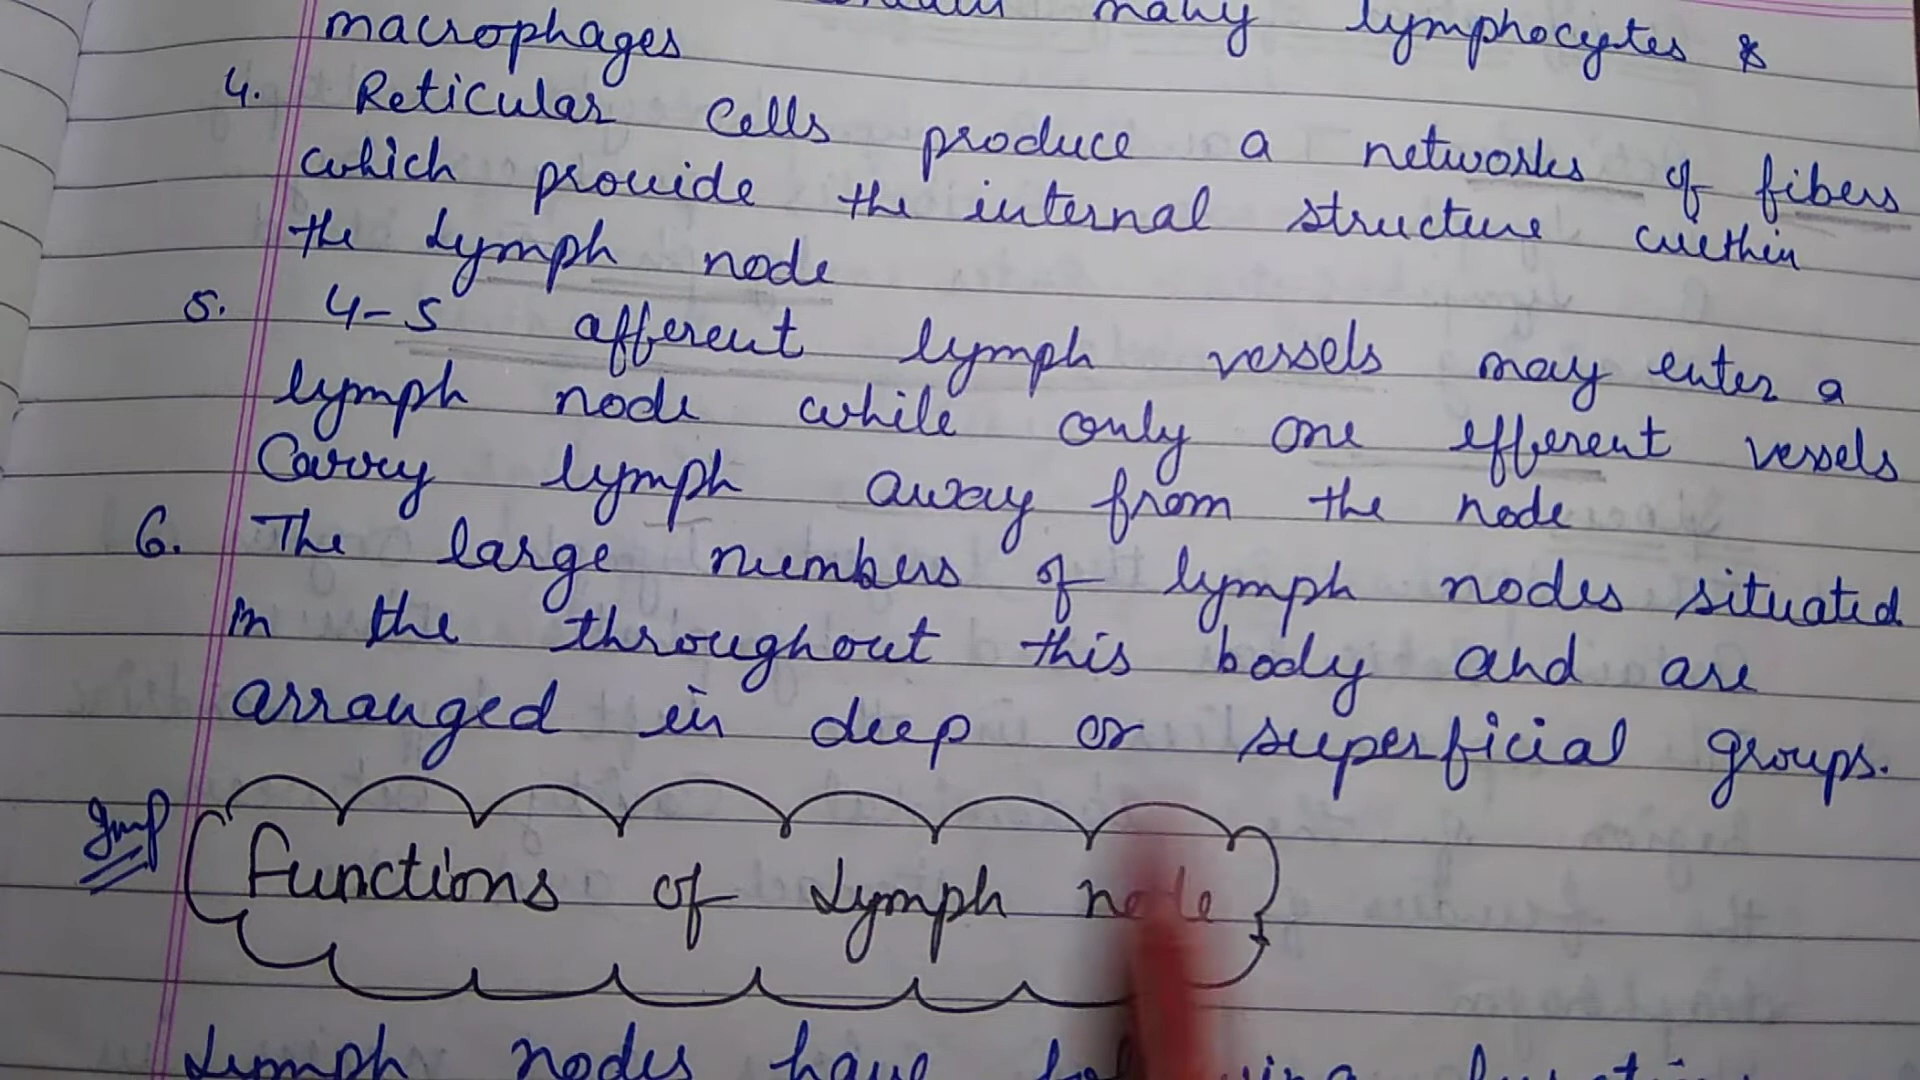 many lymphocytes &
macrophages
4. Reticular Cells produce a networks of fibers
which provide the internal structure within
the Lymph node
5. 4-5 afferent lymph vessels may enter a
lymph node while only one efferent vessels
Carry lymph away from the node
6. The large numbers of lymph nodes situated
in the throughout this body and are
arranged in deep or superficial groups.
Imp
Functions of Lymph node
Lymph nodes have